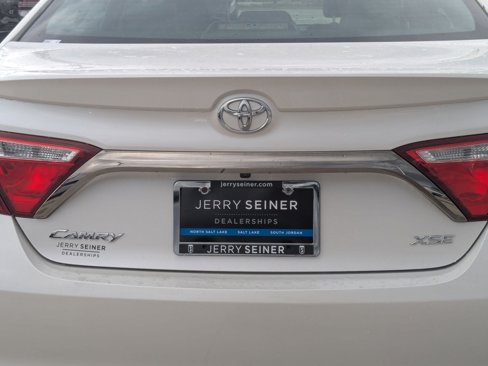 jerryseiner.com
JERRY SEINER
DEALERSHIPS
NORTH SALT LAKE SALT LAKE SOUTH JORDAN
JERRY SEINER
CAMRY
XSE
JERRY SEINER
DEALERSHIPS